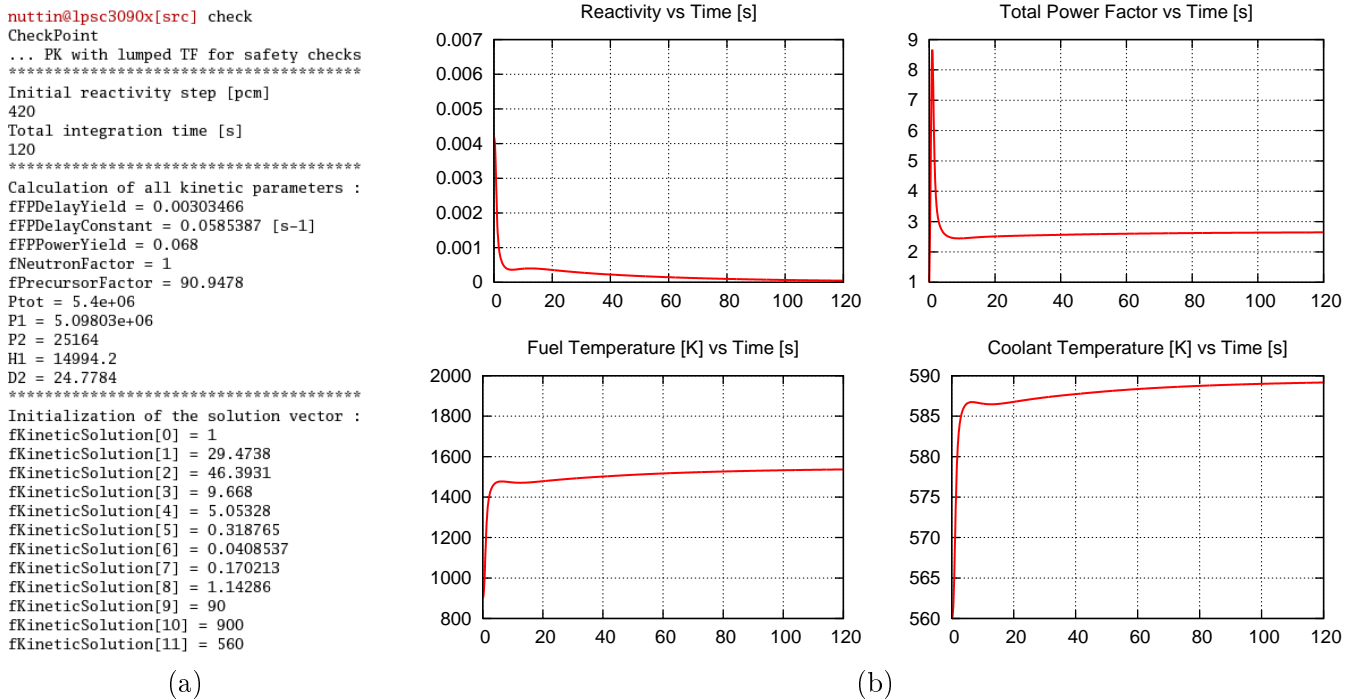 nuttin@lpsc3090x[src] check
CheckPoint
... PK with lumped TF for safety checks
***************************************
Initial reactivity step [pcm]
420
Total integration time [s]
120
***************************************
Calculation of all kinetic parameters :
fFPDelayYield = 0.00303466
fFPDelayConstant = 0.0585387 [s-1]
fFPPowerYield = 0.068
fNeutronFactor = 1
fPrecursorFactor = 90.9478
Ptot = 5.4e+06
P1 = 5.09803e+06
P2 = 25164
H1 = 14994.2
D2 = 24.7784
***************************************
Initialization of the solution vector :
fKineticSolution[0] = 1
fKineticSolution[1] = 29.4738
fKineticSolution[2] = 46.3931
fKineticSolution[3] = 9.668
fKineticSolution[4] = 5.05328
fKineticSolution[5] = 0.318765
fKineticSolution[6] = 0.0408537
fKineticSolution[7] = 0.170213
fKineticSolution[8] = 1.14286
fKineticSolution[9] = 90
fKineticSolution[10] = 900
fKineticSolution[11] = 560
(a)
Reactivity vs Time [s]
0.007
0.006
0.005
0.004
0.003
0.002
0.001
0
0 20 40 60 80 100 120
Total Power Factor vs Time [s]
9
8
7
6
5
4
3
2
1
0 20 40 60 80 100 120
Fuel Temperature [K] vs Time [s]
2000
1800
1600
1400
1200
1000
800
0 20 40 60 80 100 120
Coolant Temperature [K] vs Time [s]
590
585
580
575
570
565
560
0 20 40 60 80 100 120
(b)